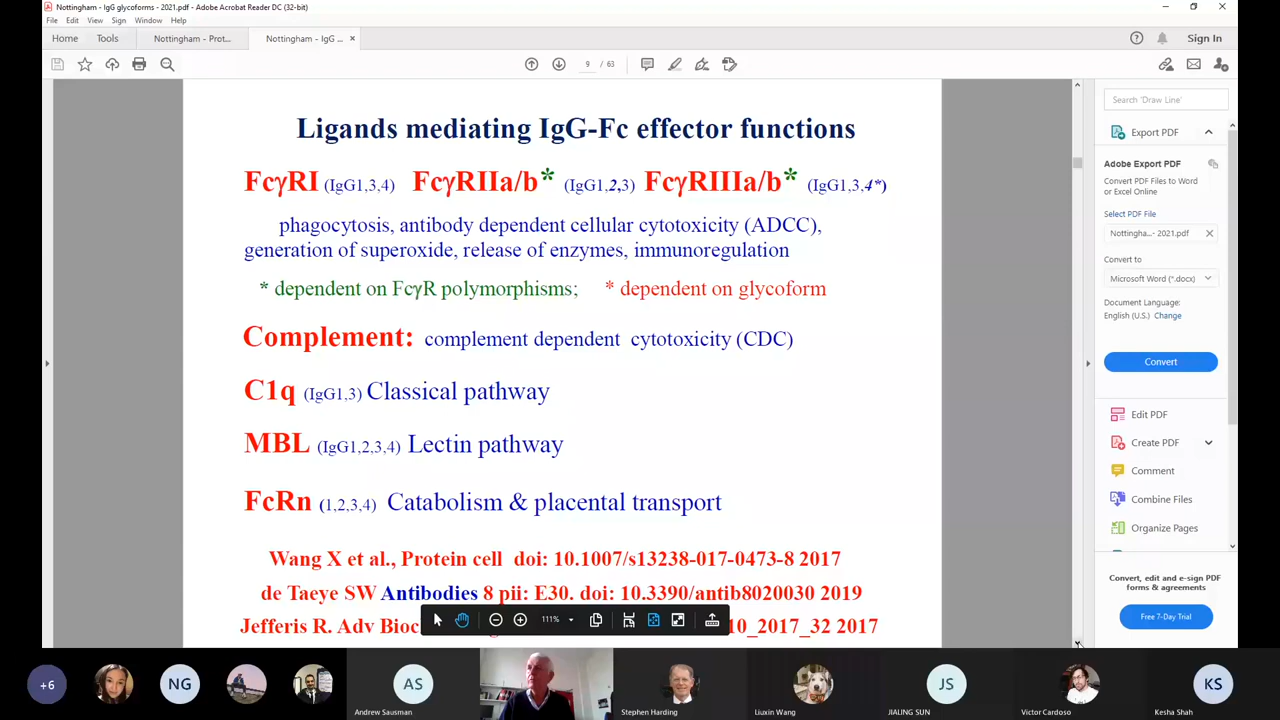 Nottingham - IgG glycoforms - 2021.pdf - Adobe Acrobat Reader DC (32-bit)
File Edit View Sign Window Help
Home Tools Nottingham - Prot... Nottingham - IgG ... ×
Sign In
9 / 63
Ligands mediating IgG-Fc effector functions
FcγRI (IgG1,3,4) FcγRIIa/b* (IgG1,2,3) FcγRIIIa/b* (IgG1,3,4*)
phagocytosis, antibody dependent cellular cytotoxicity (ADCC),
generation of superoxide, release of enzymes, immunoregulation
* dependent on FcγR polymorphisms; * dependent on glycoform
Complement: complement dependent cytotoxicity (CDC)
C1q (IgG1,3) Classical pathway
MBL (IgG1,2,3,4) Lectin pathway
FcRn (1,2,3,4) Catabolism & placental transport
Wang X et al., Protein cell doi: 10.1007/s13238-017-0473-8 2017
de Taeye SW Antibodies 8 pii: E30. doi: 10.3390/antib8020030 2019
Jefferis R. Adv 10_2017_32 2017
111%
Search 'Draw Line'
Export PDF
Adobe Export PDF
Convert PDF Files to Word
or Excel Online
Select PDF File
Nottingha...- 2021.pdf
Convert to
Microsoft Word (*.docx)
Document Language:
English (U.S.) Change
Convert
Edit PDF
Create PDF
Comment
Combine Files
Organize Pages
Convert, edit and e-sign PDF
forms & agreements
Free 7-Day Trial
+6 NG AS JS KS
Andrew Sausman Stephen Harding Liuxin Wang JIALING SUN Victor Cardoso Kesha Shah